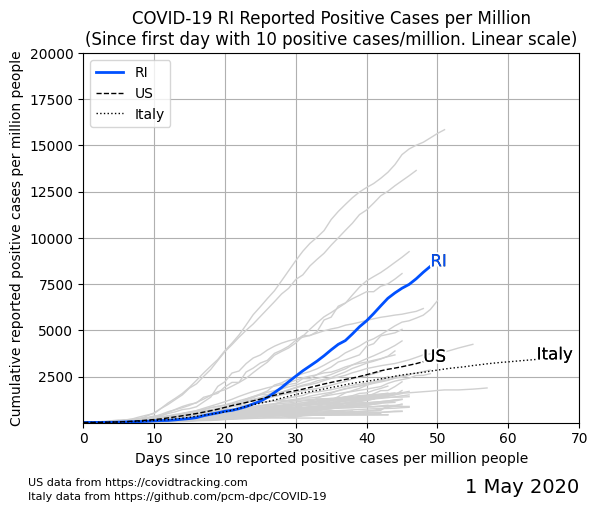 COVID-19 RI Reported Positive Cases per Million
(Since first day with 10 positive cases/million. Linear scale)
Cumulative reported positive cases per million people
20000
17500
15000
12500
10000
7500
5000
2500
RI
US
Italy
RI
US
Italy
0
10
20
30
40
50
60
70
Days since 10 reported positive cases per million people
US data from https://covidtracking.com
Italy data from https://github.com/pcm-dpc/COVID-19
1 May 2020